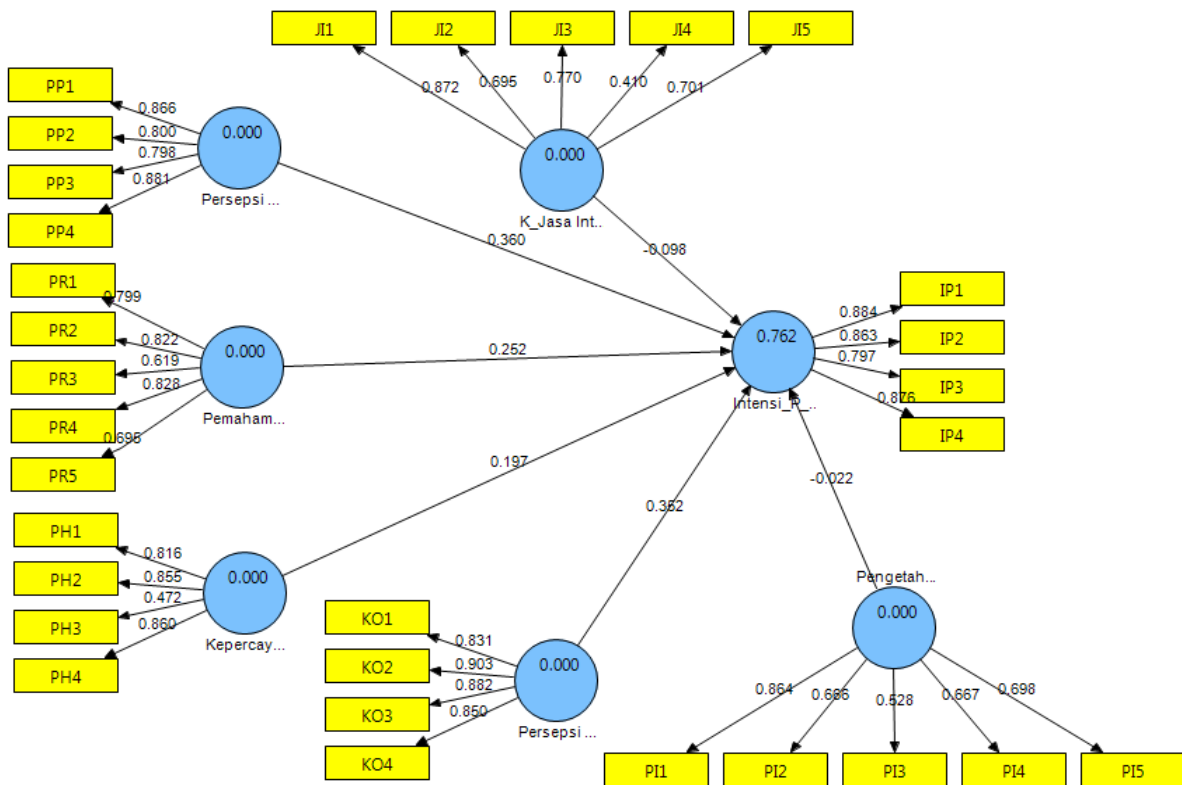 JI1
JI2
JI3
JI4
JI5
0.872
0.695
0.770
0.410
0.701
0.000
K_Jasa Int..
-0.098
PP1
PP2
PP3
PP4
0.866
0.800
0.798
0.881
0.000
Persepsi ...
0.360
PR1
PR2
PR3
PR4
PR5
0.799
0.822
0.619
0.828
0.695
0.000
Pemaham...
0.252
0.762
Intensi_P_..
0.884
0.863
0.797
0.876
IP1
IP2
IP3
IP4
PH1
PH2
PH3
PH4
0.816
0.855
0.472
0.860
0.000
Kepercay...
0.197
KO1
KO2
KO3
KO4
0.831
0.903
0.882
0.850
0.000
Persepsi ...
0.352
-0.022
Pengetah...
0.000
0.864
0.666
0.528
0.667
0.698
PI1
PI2
PI3
PI4
PI5